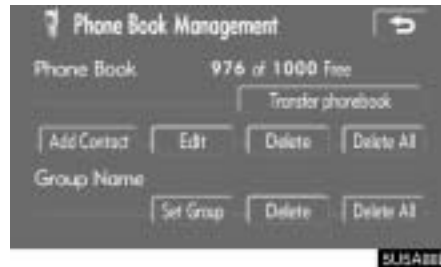 Phone Book Management
Phone Book 976 of 1000 Free
Transfer phonebook
Add Contact Edit Delete Delete All
Group Name
Set Group Delete Delete All